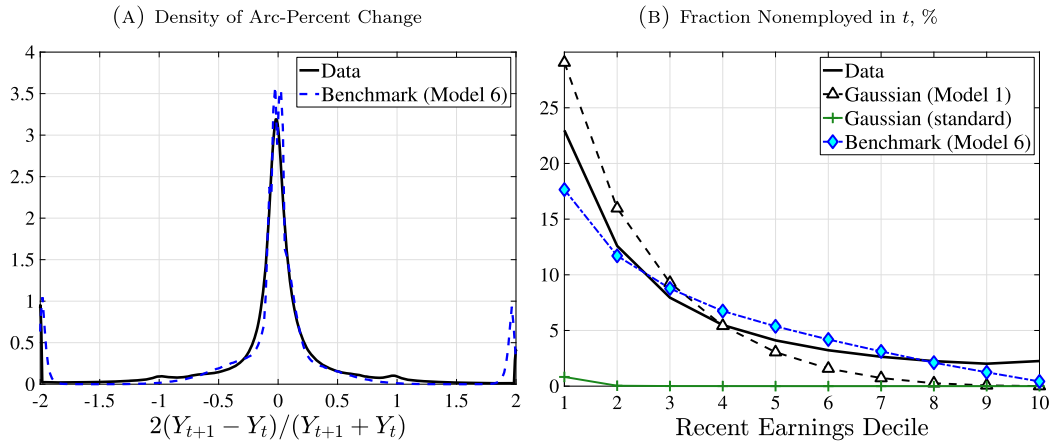 (A) Density of Arc-Percent Change
4
3.5
3
2.5
2
1.5
1
0.5
0
-2 -1.5 -1 -0.5 0 0.5 1 1.5 2
Data
Benchmark (Model 6)
2(Y_{t+1} − Y_t)/(Y_{t+1} + Y_t)
(B) Fraction Nonemployed in t, %
25
20
15
10
5
0
1 2 3 4 5 6 7 8 9 10
Data
Gaussian (Model 1)
Gaussian (standard)
Benchmark (Model 6)
Recent Earnings Decile